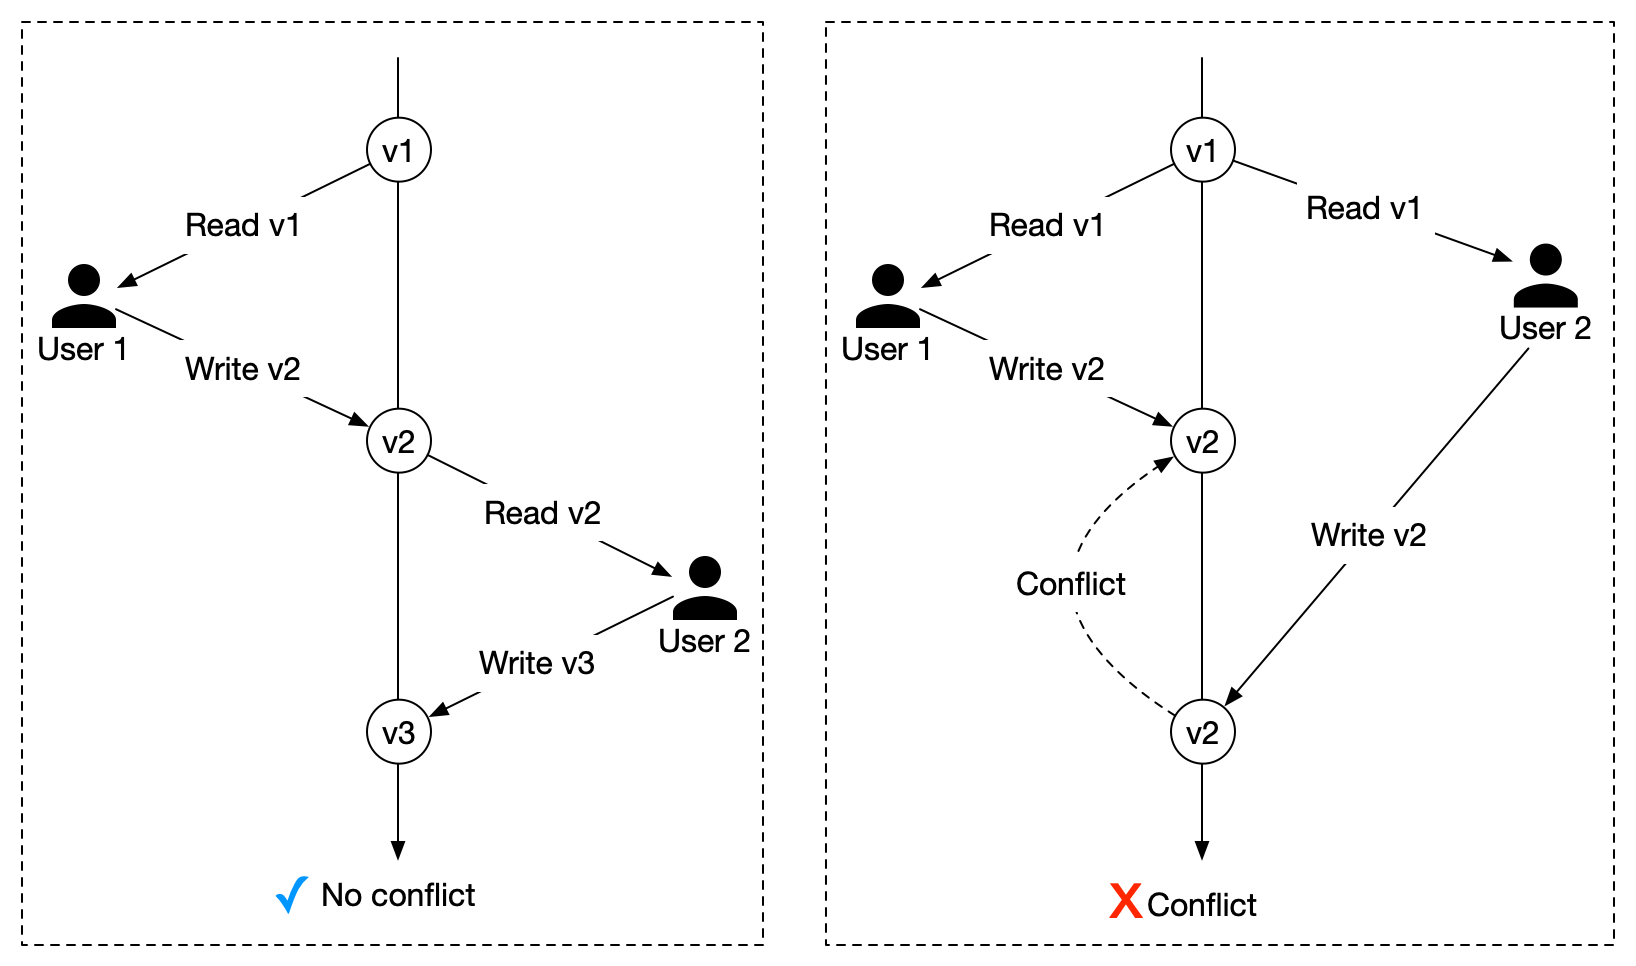 v1
Read v1
User 1
Write v2
v2
Read v2
User 2
Write v3
v3
No conflict
v1
Read v1
Read v1
User 1
User 2
Write v2
v2
Write v2
Conflict
v2
Conflict